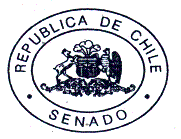 REPUBLICA DE CHILE
SENADO